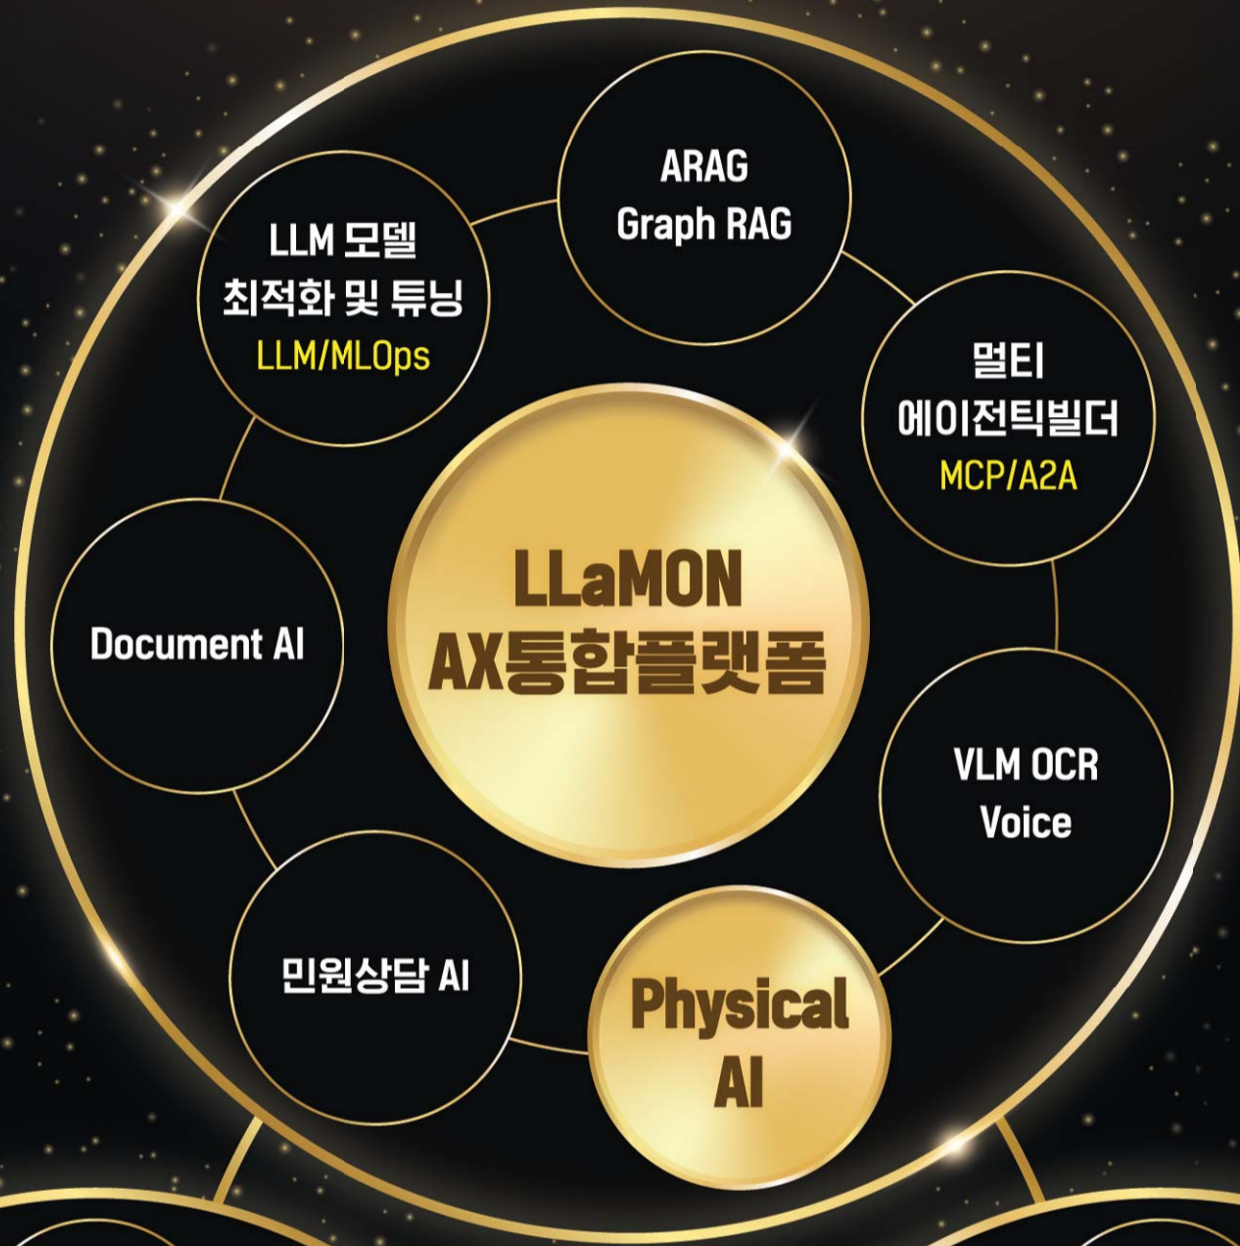 ARAG
Graph RAG
LLM 모델
최적화 및 튜닝
LLM/MLOps
멀티
에이전틱빌더
MCP/A2A
LLaMON
AX통합플랫폼
Document AI
VLM OCR
Voice
민원상담 AI
Physical
AI